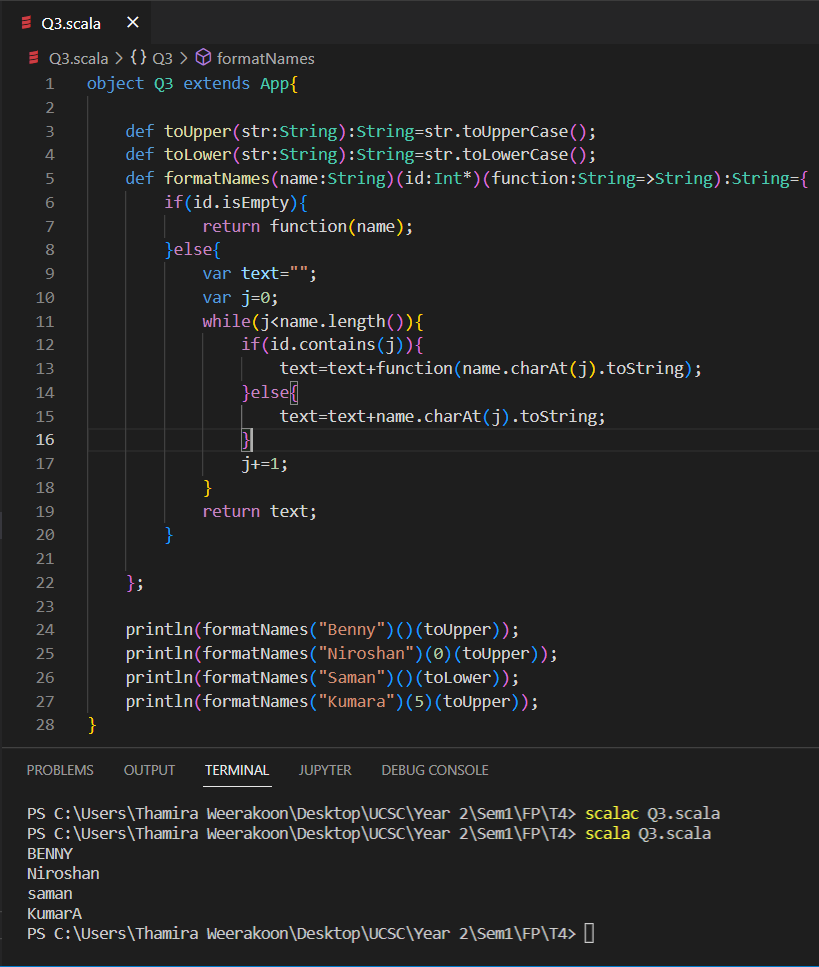 Q3.scala ×
Q3.scala > {} Q3 > formatNames
1 object Q3 extends App{
2
3 def toUpper(str:String):String=str.toUpperCase();
4 def toLower(str:String):String=str.toLowerCase();
5 def formatNames(name:String)(id:Int*)(function:String=>String):String={
6 if(id.isEmpty){
7 return function(name);
8 }else{
9 var text="";
10 var j=0;
11 while(j<name.length()){
12 if(id.contains(j)){
13 text=text+function(name.charAt(j).toString);
14 }else{
15 text=text+name.charAt(j).toString;
16 }
17 j+=1;
18 }
19 return text;
20 }
21
22 };
23
24 println(formatNames("Benny")()(toUpper));
25 println(formatNames("Niroshan")(0)(toUpper));
26 println(formatNames("Saman")()(toLower));
27 println(formatNames("Kumara")(5)(toUpper));
28 }
PROBLEMS OUTPUT TERMINAL JUPYTER DEBUG CONSOLE
PS C:\Users\Thamira Weerakoon\Desktop\UCSC\Year 2\Sem1\FP\T4> scalac Q3.scala
PS C:\Users\Thamira Weerakoon\Desktop\UCSC\Year 2\Sem1\FP\T4> scala Q3.scala
BENNY
Niroshan
saman
KumarA
PS C:\Users\Thamira Weerakoon\Desktop\UCSC\Year 2\Sem1\FP\T4>